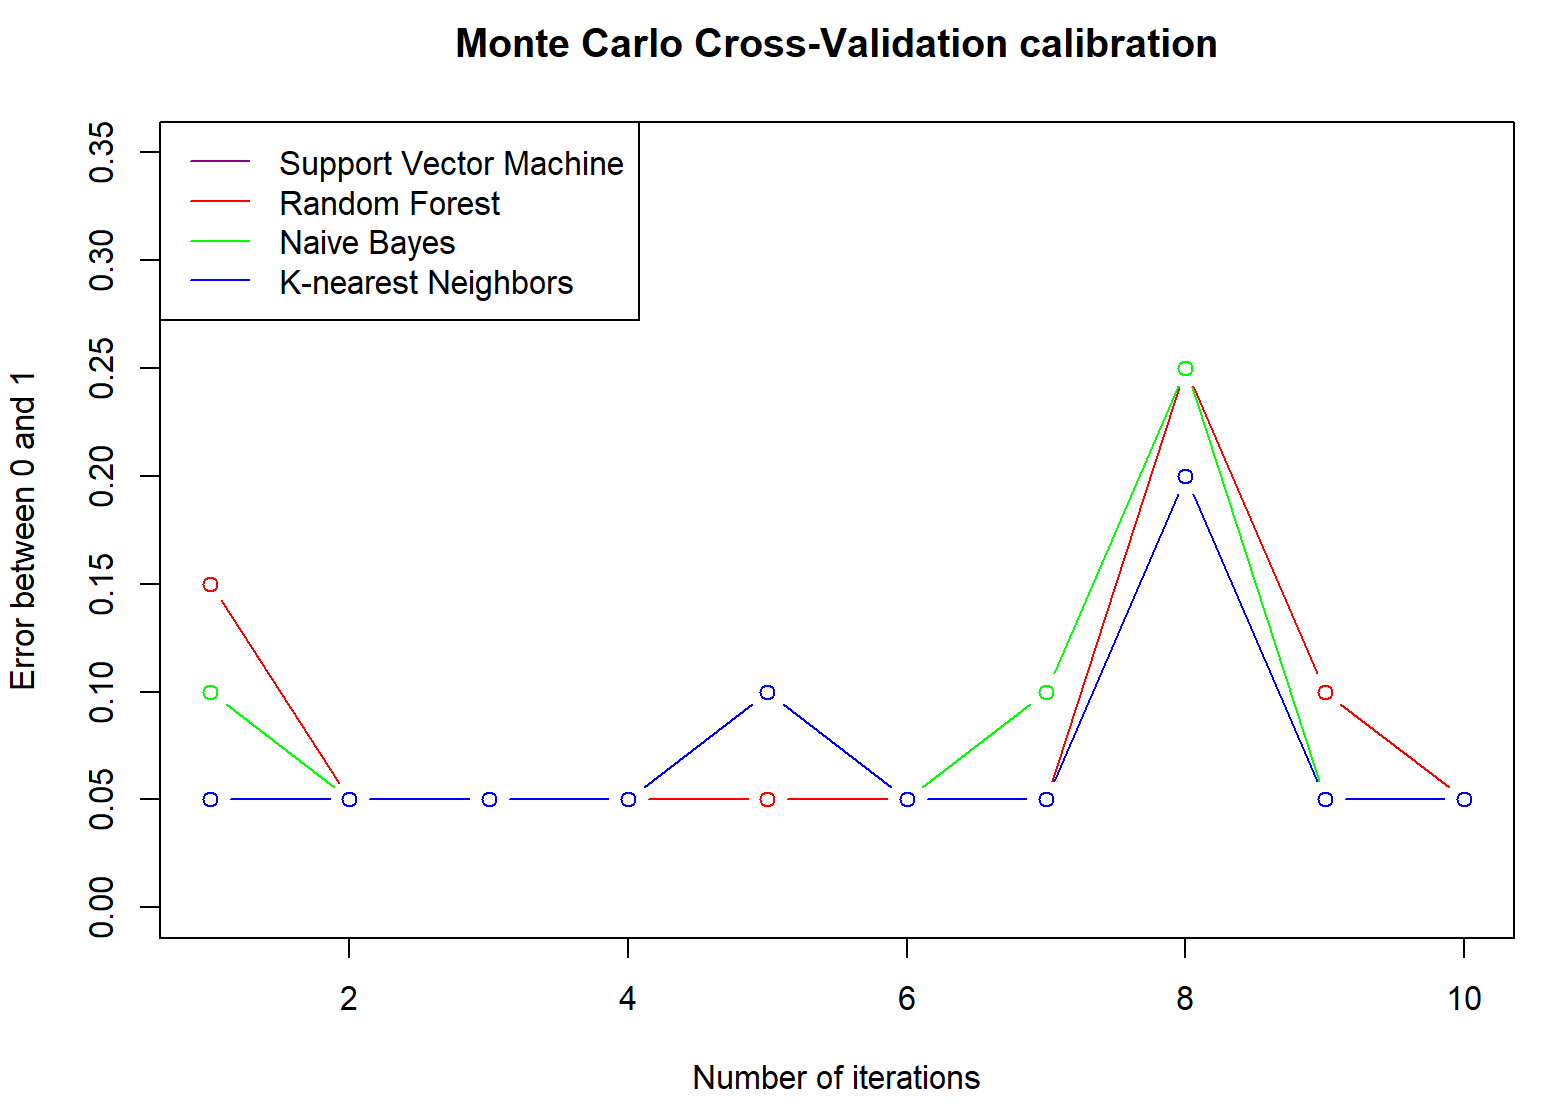 Monte Carlo Cross-Validation calibration
Support Vector Machine
Random Forest
Naive Bayes
K-nearest Neighbors
Error between 0 and 1
0.35
0.30
0.25
0.20
0.15
0.10
0.05
0.00
2
4
6
8
10
Number of iterations